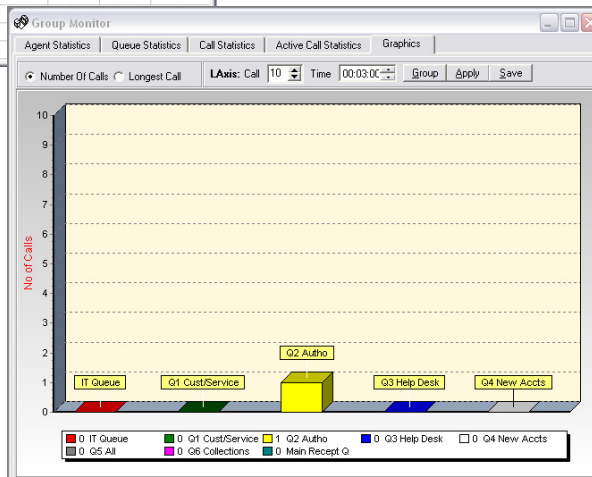 Group Monitor
Agent Statistics Queue Statistics Call Statistics Active Call Statistics Graphics
Number Of Calls Longest Call LAxis: Call 10 Time 00:03:00 Group Apply Save
10
9
8
7
6
5
4
3
2
1
0
No of Calls
IT Queue Q1 Cust/Service Q2 Autho Q3 Help Desk Q4 New Accts
0 IT Queue 0 Q1 Cust/Service 1 Q2 Autho 0 Q3 Help Desk 0 Q4 New Accts
0 Q5 All 0 Q6 Collections 0 Main Recept Q